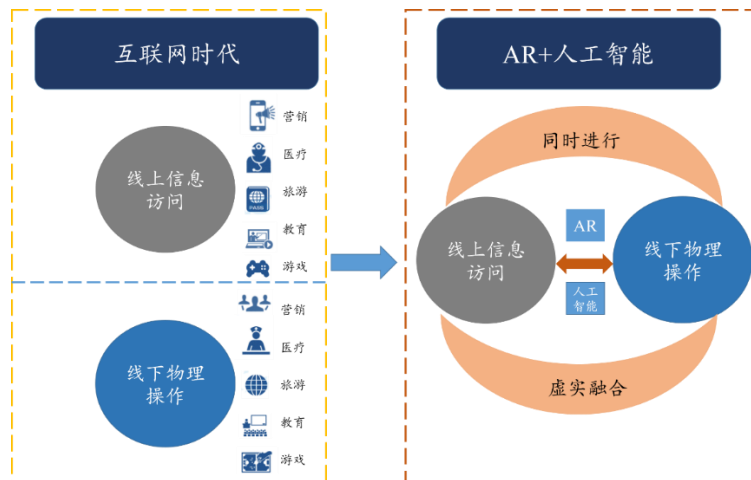 互联网时代
线上信息
访问
营销
医疗
旅游
教育
游戏
线下物理
操作
营销
医疗
旅游
教育
游戏
AR+人工智能
同时进行
线上信息
访问
AR
人工
智能
线下物理
操作
虚实融合